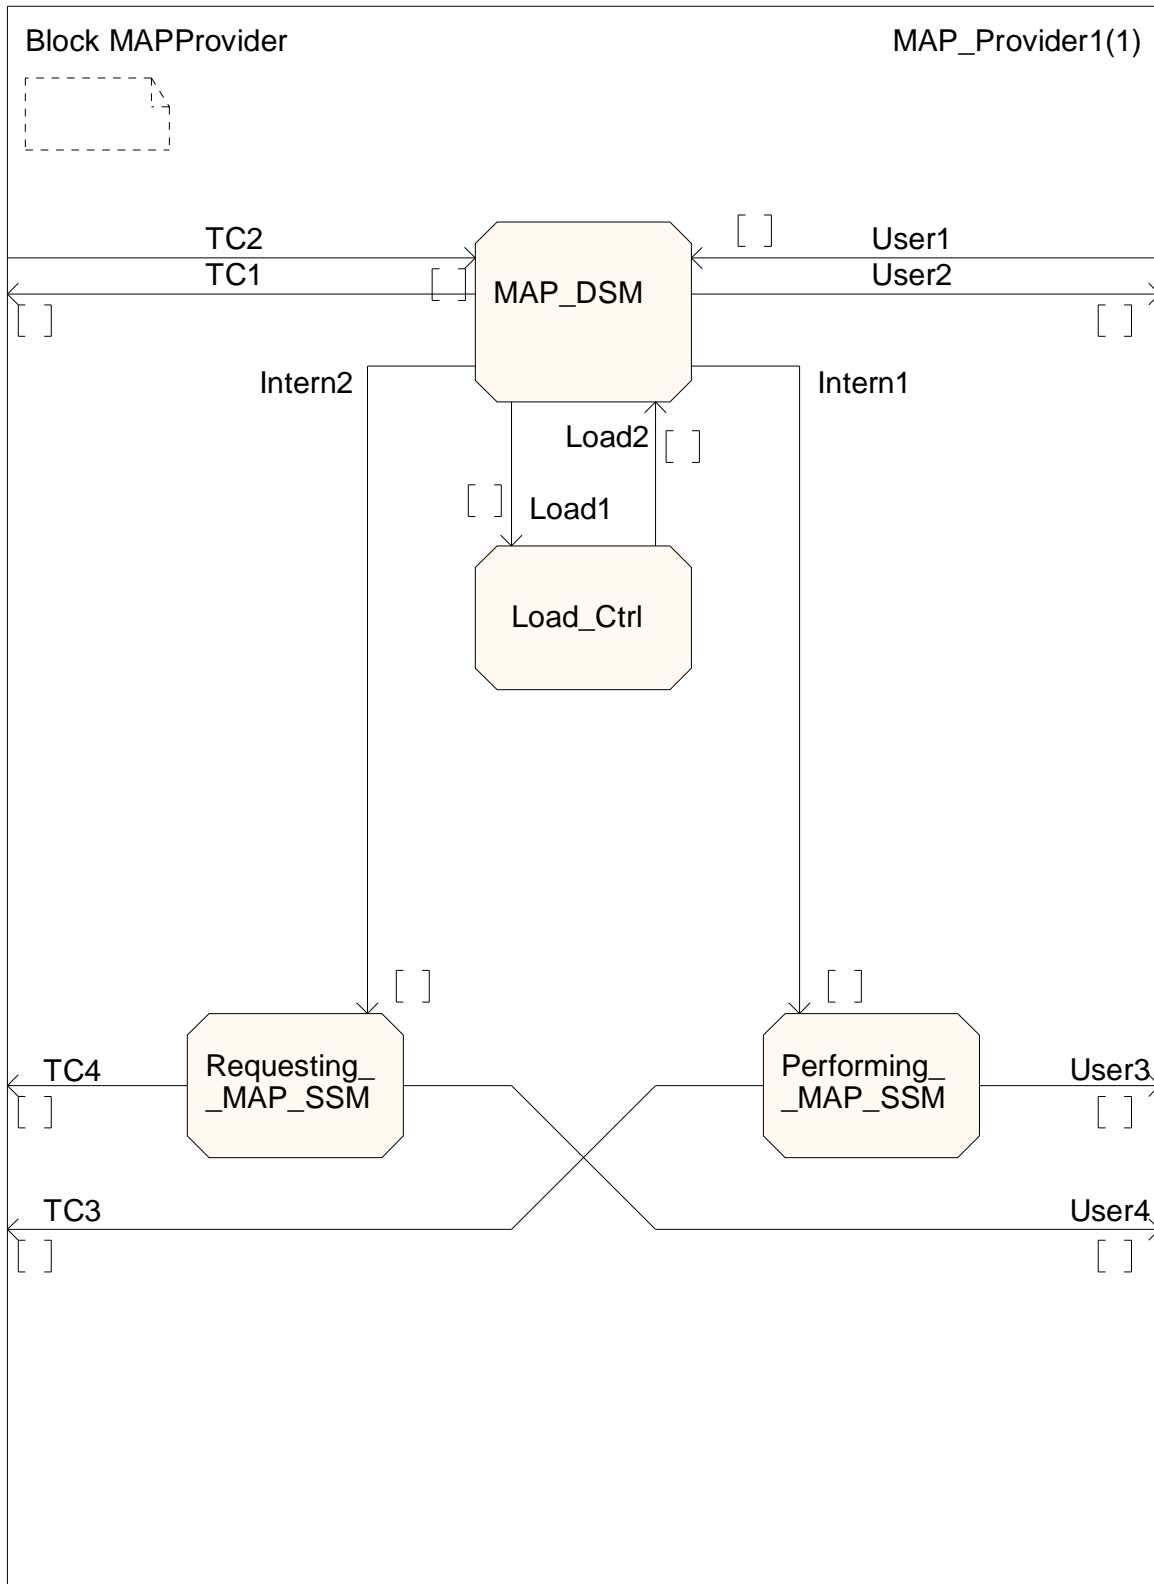 Block MAPProvider
MAP_Provider1(1)
[ ]
TC2
User1
TC1
User2
[ ]
MAP_DSM
[ ]
[ ]
Intern2
Intern1
Load2
[ ]
[ ]
Load1
Load_Ctrl
[ ]
[ ]
Requesting_
_MAP_SSM
Performing_
_MAP_SSM
TC4
User3
[ ]
[ ]
TC3
User4
[ ]
[ ]